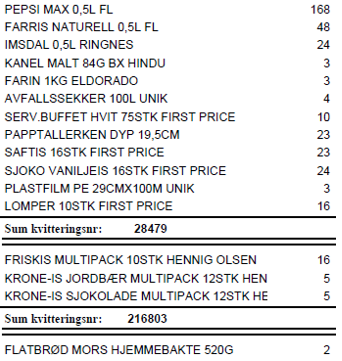 PEPSI MAX 0,5L FL 168
FARRIS NATURELL 0,5L FL 48
IMSDAL 0,5L RINGNES 24
KANEL MALT 84G BX HINDU 3
FARIN 1KG ELDORADO 3
AVFALLSSEKKER 100L UNIK 4
SERV.BUFFET HVIT 75STK FIRST PRICE 10
PAPPTALLERKEN DYP 19,5CM 23
SAFTIS 16STK FIRST PRICE 23
SJOKO VANILJEIS 16STK FIRST PRICE 24
PLASTFILM PE 29CMX100M UNIK 3
LOMPER 10STK FIRST PRICE 16
Sum kvitteringsnr: 28479
FRISKIS MULTIPACK 10STK HENNIG OLSEN 16
KRONE-IS JORDBÆR MULTIPACK 12STK HEN 5
KRONE-IS SJOKOLADE MULTIPACK 12STK HE 5
Sum kvitteringsnr: 216803
FLATBRØD MORS HJEMMEBAKTE 520G 2